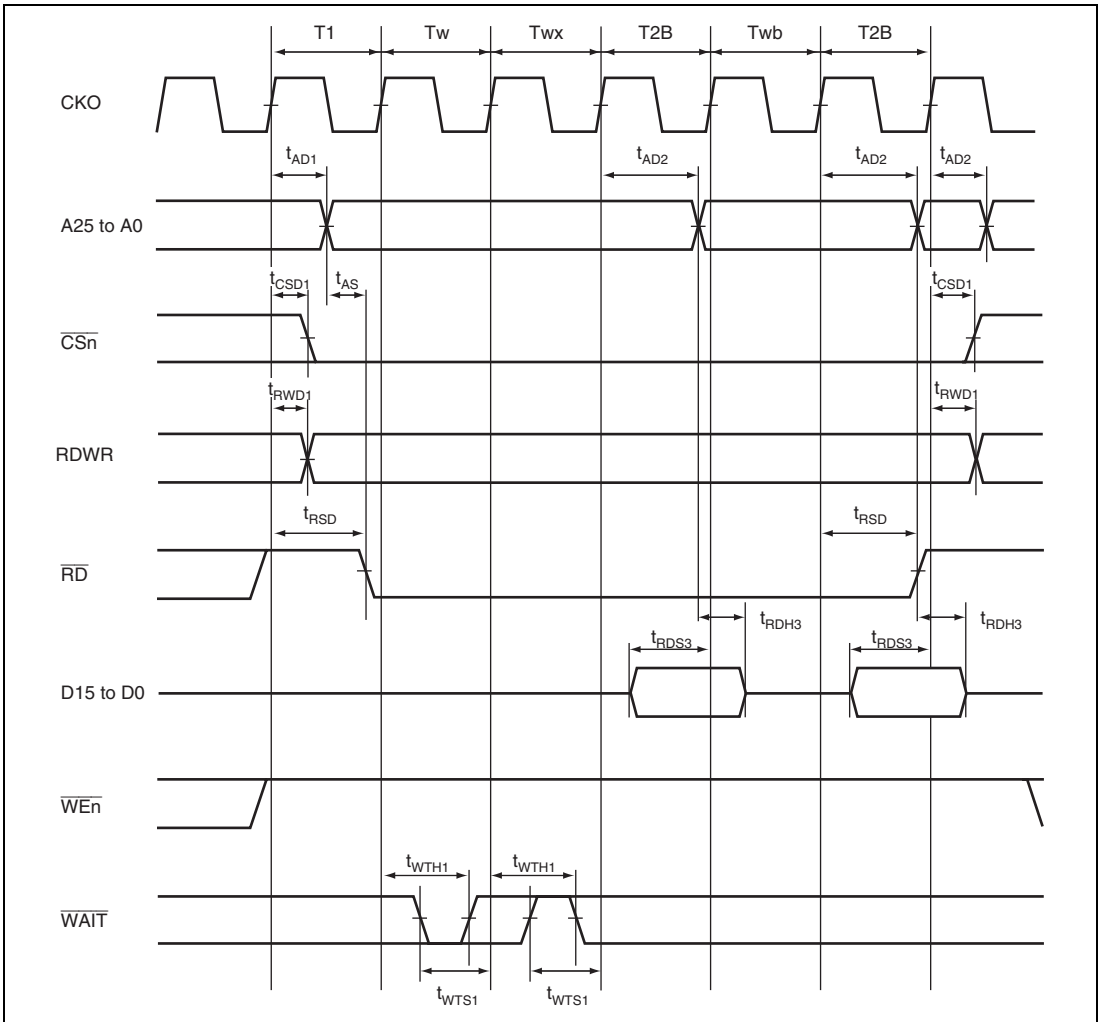 T1 Tw Twx T2B Twb T2B
CKO
tAD1 tAD2 tAD2 tAD2
A25 to A0
tCSD1 tAS tCSD1
CSn
tRWD1 tRWD1
RDWR
tRSD tRSD
RD
tRDH3 tRDH3
tRDS3 tRDS3
D15 to D0
WEn
tWTH1 tWTH1
WAIT
tWTS1 tWTS1